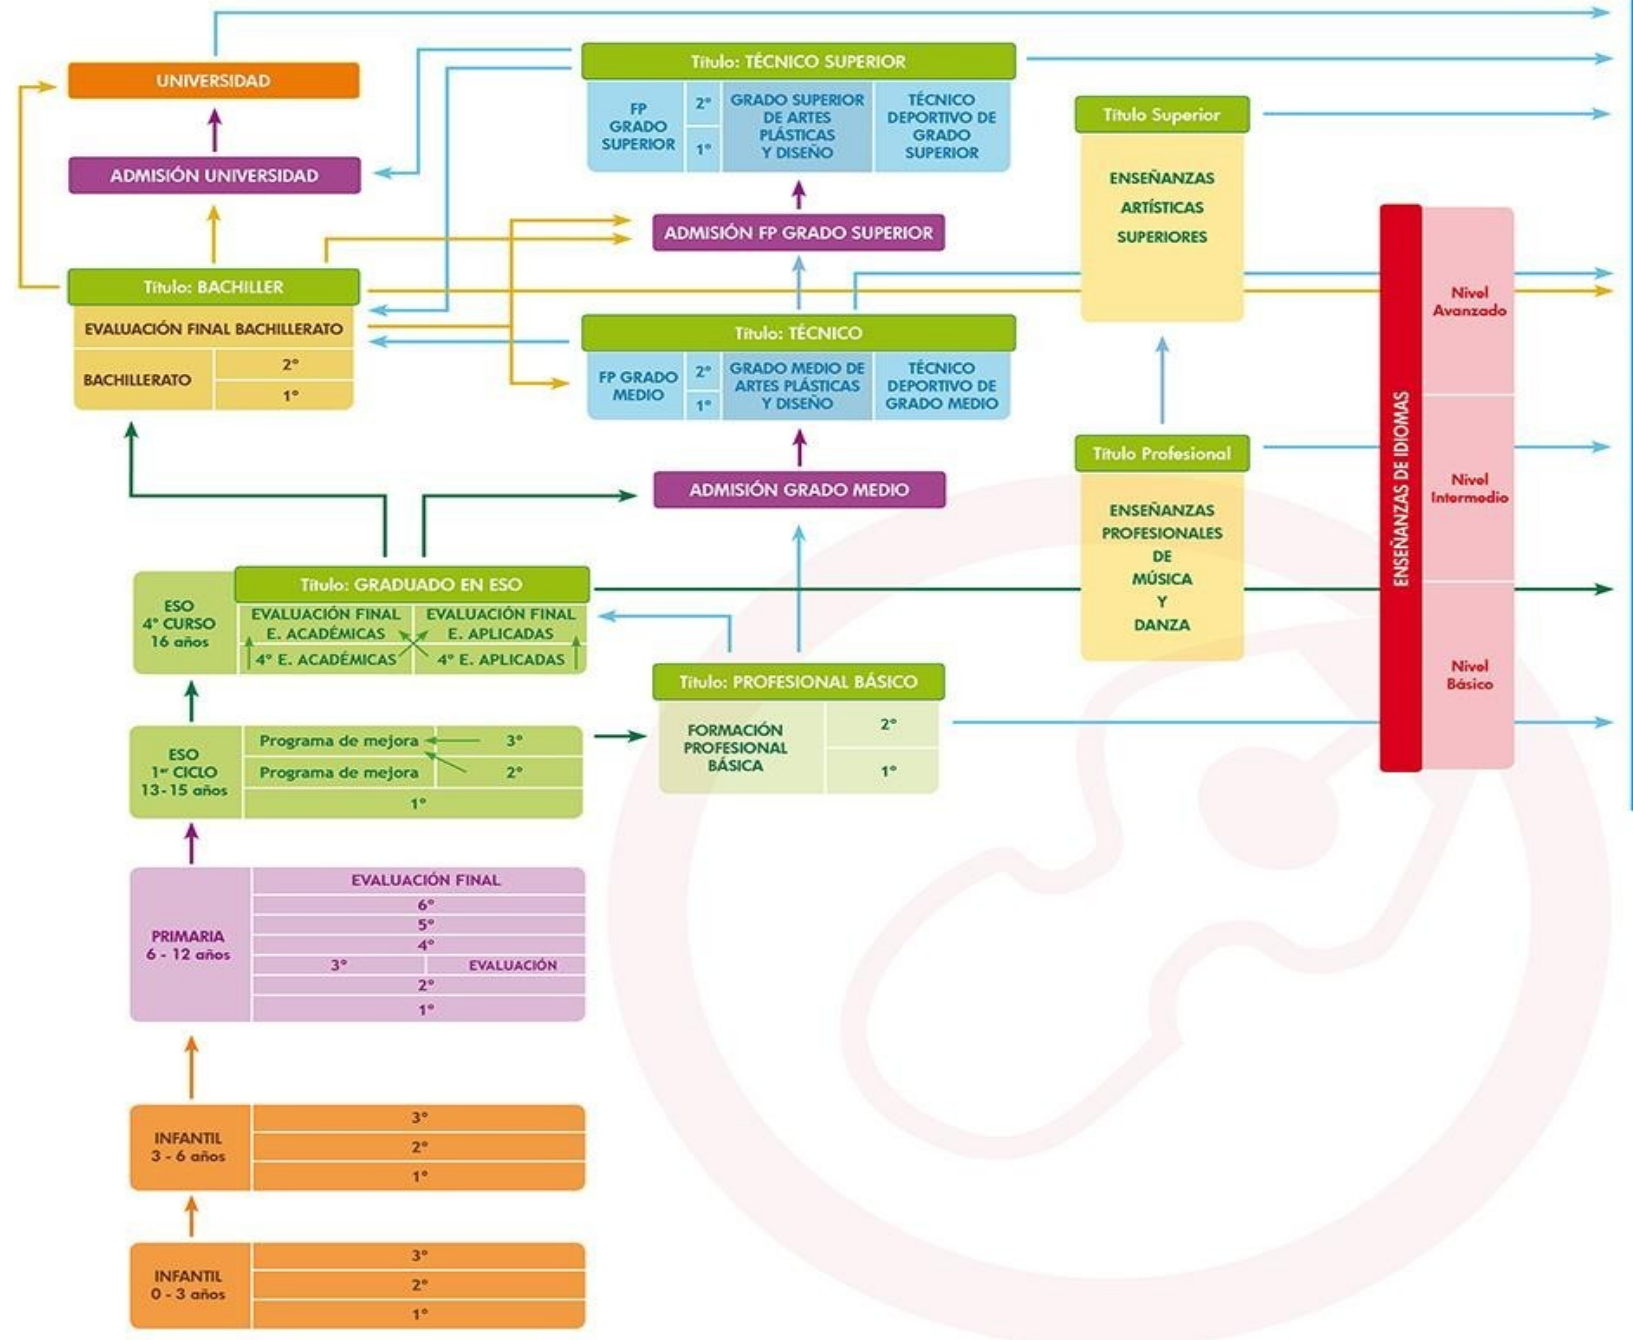 UNIVERSIDAD
ADMISIÓN UNIVERSIDAD
Título: BACHILLER
EVALUACIÓN FINAL BACHILLERATO
BACHILLERATO
2º
1º
Título: TÉCNICO SUPERIOR
FP
GRADO
SUPERIOR
2º
1º
GRADO SUPERIOR
DE ARTES
PLÁSTICAS
Y DISEÑO
TÉCNICO
DEPORTIVO DE
GRADO
SUPERIOR
ADMISIÓN FP GRADO SUPERIOR
Título: TÉCNICO
FP GRADO
MEDIO
2º
1º
GRADO MEDIO DE
ARTES PLÁSTICAS
Y DISEÑO
TÉCNICO
DEPORTIVO DE
GRADO MEDIO
ADMISIÓN GRADO MEDIO
Título Superior
ENSEÑANZAS
ARTÍSTICAS
SUPERIORES
Título Profesional
ENSEÑANZAS
PROFESIONALES
DE
MÚSICA
Y
DANZA
ENSEÑANZAS DE IDIOMAS
Nivel
Avanzado
Nivel
Intermedio
Nivel
Básico
ESO
4º CURSO
16 años
Título: GRADUADO EN ESO
EVALUACIÓN FINAL
E. ACADÉMICAS
EVALUACIÓN FINAL
E. APLICADAS
4º E. ACADÉMICAS
4º E. APLICADAS
Título: PROFESIONAL BÁSICO
FORMACIÓN
PROFESIONAL
BÁSICA
2º
1º
ESO
1er CICLO
13-15 años
Programa de mejora
3º
Programa de mejora
2º
1º
PRIMARIA
6 - 12 años
EVALUACIÓN FINAL
6º
5º
4º
3º
EVALUACIÓN
2º
1º
INFANTIL
3 - 6 años
3º
2º
1º
INFANTIL
0 - 3 años
3º
2º
1º